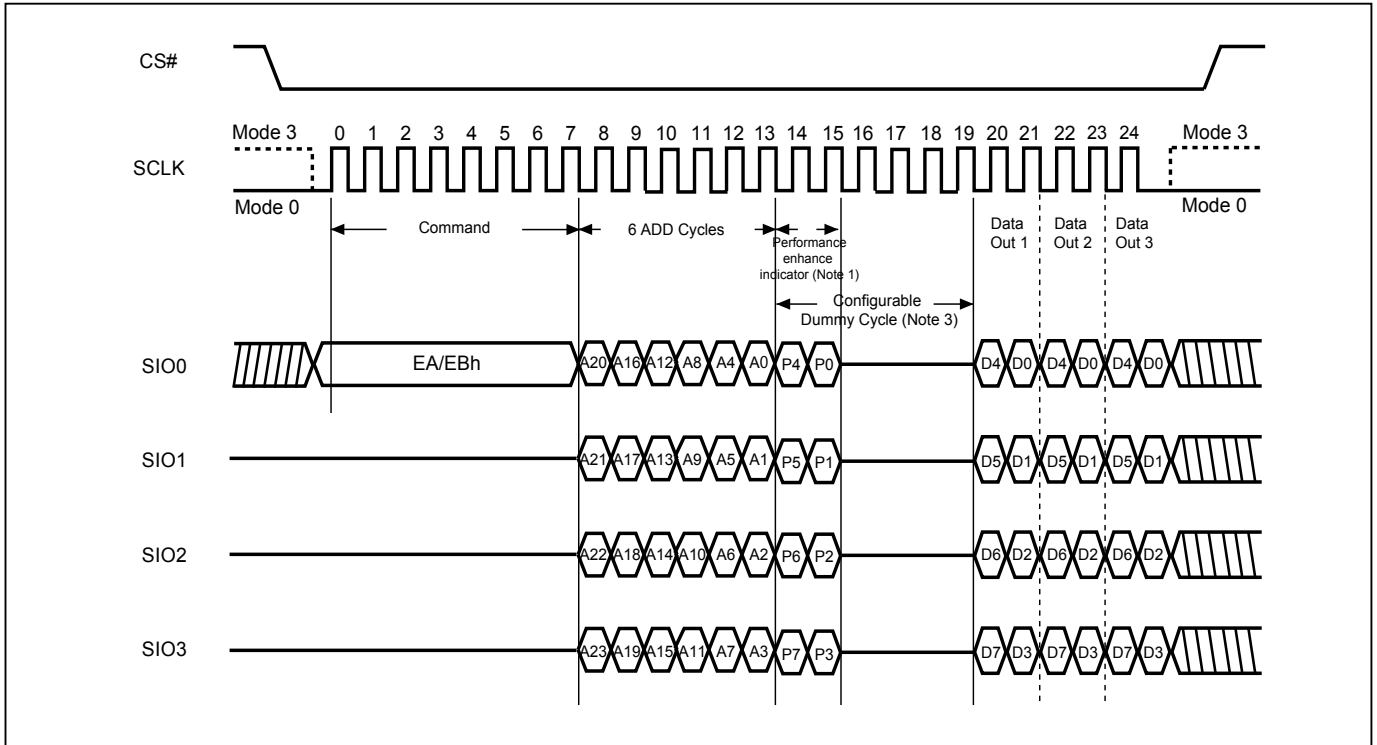 CS#
Mode 3 0 1 2 3 4 5 6 7 8 9 10 11 12 13 14 15 16 17 18 19 20 21 22 23 24 Mode 3
SCLK
Mode 0 Mode 0
Command 6 ADD Cycles Data Out 1 Data Out 2 Data Out 3
Performance
enhance
indicator (Note 1)
Configurable
Dummy Cycle (Note 3)
SIO0 EA/EBh A20 A16 A12 A8 A4 A0 P4 P0 D4 D0 D4 D0 D4 D0
SIO1 A21 A17 A13 A9 A5 A1 P5 P1 D5 D1 D5 D1 D5 D1
SIO2 A22 A18 A14 A10 A6 A2 P6 P2 D6 D2 D6 D2 D6 D2
SIO3 A23 A19 A15 A11 A7 A3 P7 P3 D7 D3 D7 D3 D7 D3